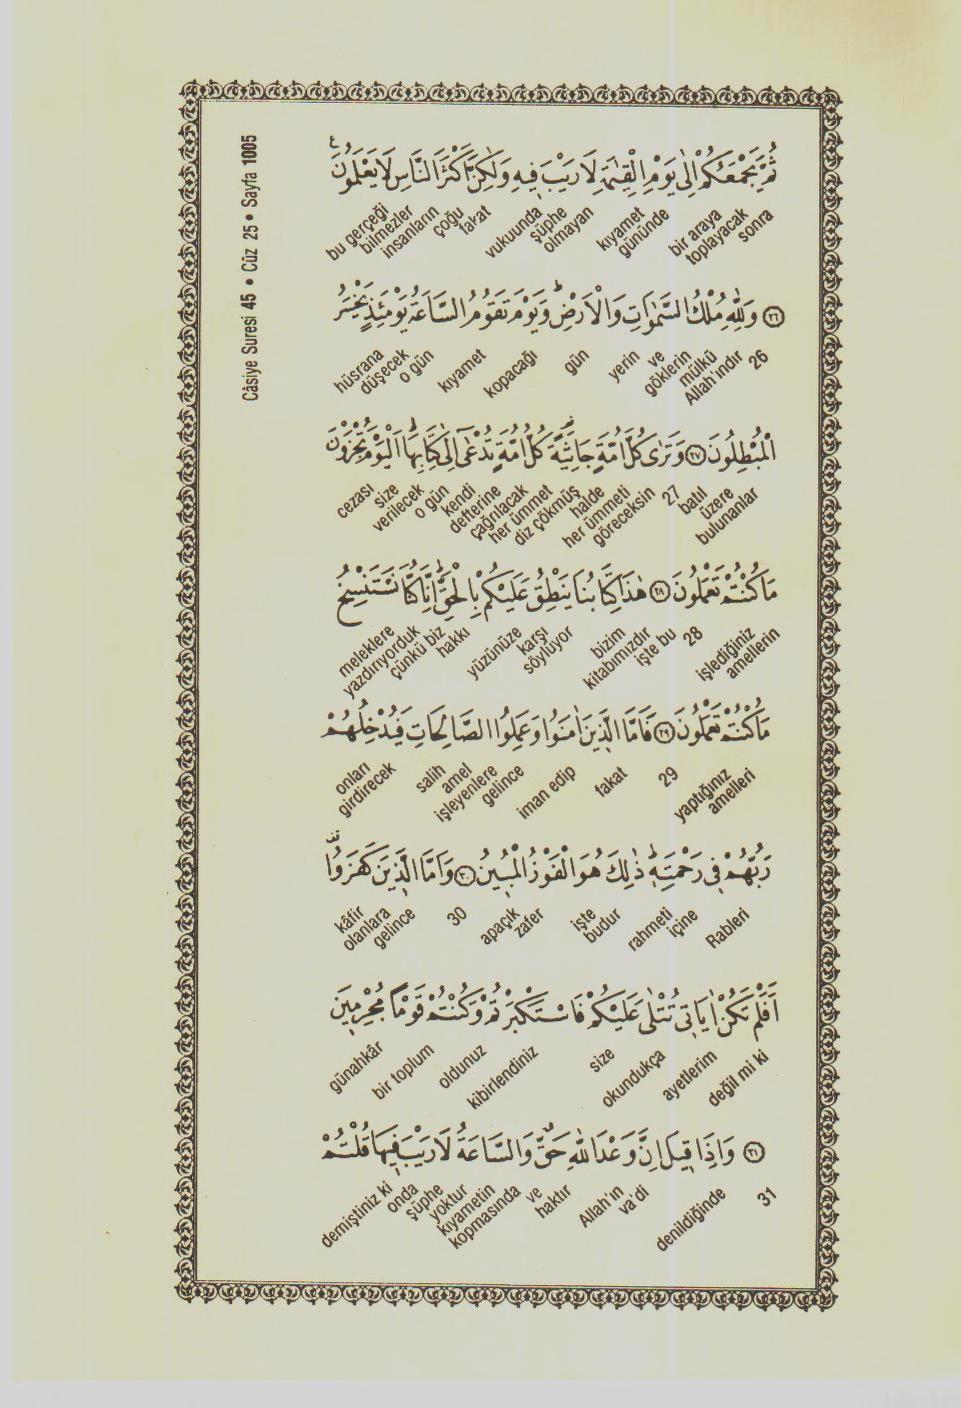 Câsiye Suresi 45 • Cüz 25 • Sayfa 1005
ثُمَّ يَجْمَعُكُمْ اِلٰى يَوْمِ الْقِيٰمَةِ لَا رَيْبَ فِيهِ وَلٰكِنَّ اَكْثَرَ النَّاسِ لَا يَعْلَمُونَ ع
sonra
toplayacak
bir araya
gününde
kıyamet
olmayan
şüphe
vukuunda
fakat
çoğu
insanların
bilmezler
bu gerçeği
﴿٢٦﴾ وَلِلّٰهِ مُلْكُ السَّمٰوَاتِ وَالْاَرْضِ ط وَيَوْمَ تَقُومُ السَّاعَةُ يَوْمَئِذٍ يَخْسَرُ
26
Allah'ındır
mülkü
göklerin
ve
yerin
gün
kopacağı
kıyamet
o gün
düşecek
hüsrana
الْمُبْطِلُونَ ﴿٢٧﴾ وَتَرٰى كُلَّ اُمَّةٍ جَاثِيَةً كُلُّ اُمَّةٍ تُدْعٰٓى اِلٰى كِتَابِهَا اَلْيَوْمَ تُجْزَوْنَ
bulunanlar
üzere
batıl
27
göreceksin
her ümmeti
halde
diz çökmüş
her ümmet
çağrılacak
defterine
kendi
o gün
verilecek
size
cezası
مَا كُنْتُمْ تَعْمَلُونَ ﴿٢٨﴾ هٰذَا كِتَابُنَا يَنْطِقُ عَلَيْكُمْ بِالْحَقِّ ط اِنَّا كُنَّا نَسْتَنْسِخُ
amellerin
işlediğiniz
28
işte bu
kitabımızdır
bizim
söylüyor
karşı
yüzünüze
hakkı
çünkü biz
yazdırıyorduk
meleklere
مَا كُنْتُمْ تَعْمَلُونَ ﴿٢٩﴾ فَاَمَّا الَّذِينَ اٰمَنُوا وَعَمِلُوا الصَّالِحَاتِ فَيُدْخِلُهُمْ
amelleri
yaptığınız
29
fakat
iman edip
gelince
işleyenlere
amel
salih
girdirecek
onları
رَبُّهُمْ فِي رَحْمَتِهِ ط ذٰلِكَ هُوَ الْفَوْزُ الْمُبِينُ ﴿٣٠﴾ وَاَمَّا الَّذِينَ كَفَرُوا
Rableri
içine
rahmeti
budur
işte
zafer
apaçık
30
gelince
olanlara
kâfir
اَفَلَمْ تَكُنْ اٰيَاتِي تُتْلٰى عَلَيْكُمْ فَاسْتَكْبَرْتُمْ وَكُنْتُمْ قَوْمًا مُجْرِمِينَ
değil mi ki
ayetlerim
okundukça
size
kibirlendiniz
oldunuz
bir toplum
günahkâr
﴿٣١﴾ وَاِذَا قِيلَ اِنَّ وَعْدَ اللّٰهِ حَقٌّ وَالسَّاعَةُ لَا رَيْبَ فِيهَا قُلْتُمْ
31
denildiğinde
va'di
Allah'ın
haktır
ve
kopmasında
kıyametin
yoktur
şüphe
onda
demiştiniz ki